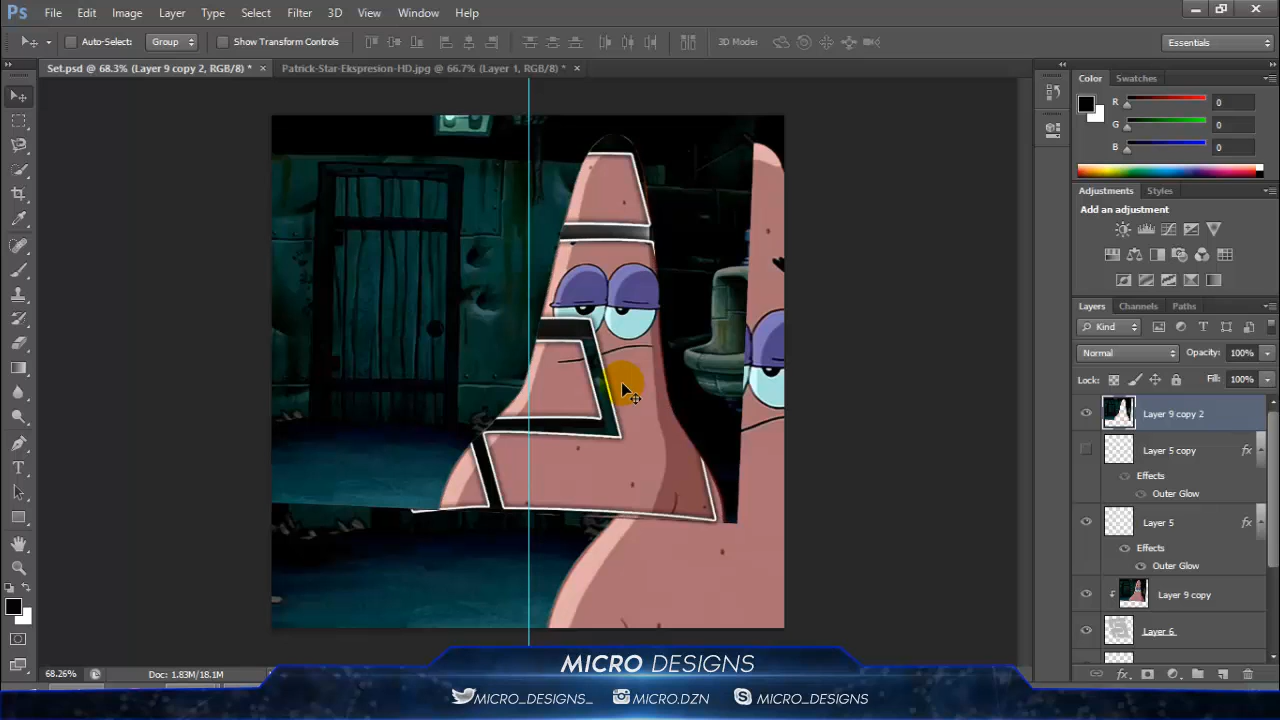 Ps File Edit Image Layer Type Select Filter 3D View Window Help
Auto-Select: Group Show Transform Controls 3D Mode: Essentials
Set.psd @ 68.3% (Layer 9 copy 2, RGB/8) * × Patrick-Star-Ekspresion-HD.jpg @ 66.7% (Layer 1, RGB/8) * ×
Color Swatches
R 0
G 0
B 0
Adjustments Styles
Add an adjustment
Layers Channels Paths
Kind
Normal Opacity: 100%
Lock: Fill: 100%
Layer 9 copy 2
Layer 5 copy fx
Effects
Outer Glow
Layer 5 fx
Effects
Outer Glow
Layer 9 copy
Layer 6
68.26% Doc: 1.83M/18.1M
MICRO DESIGNS
MICRO_DESIGNS_ MICRO.DZN MICRO_DESIGNS